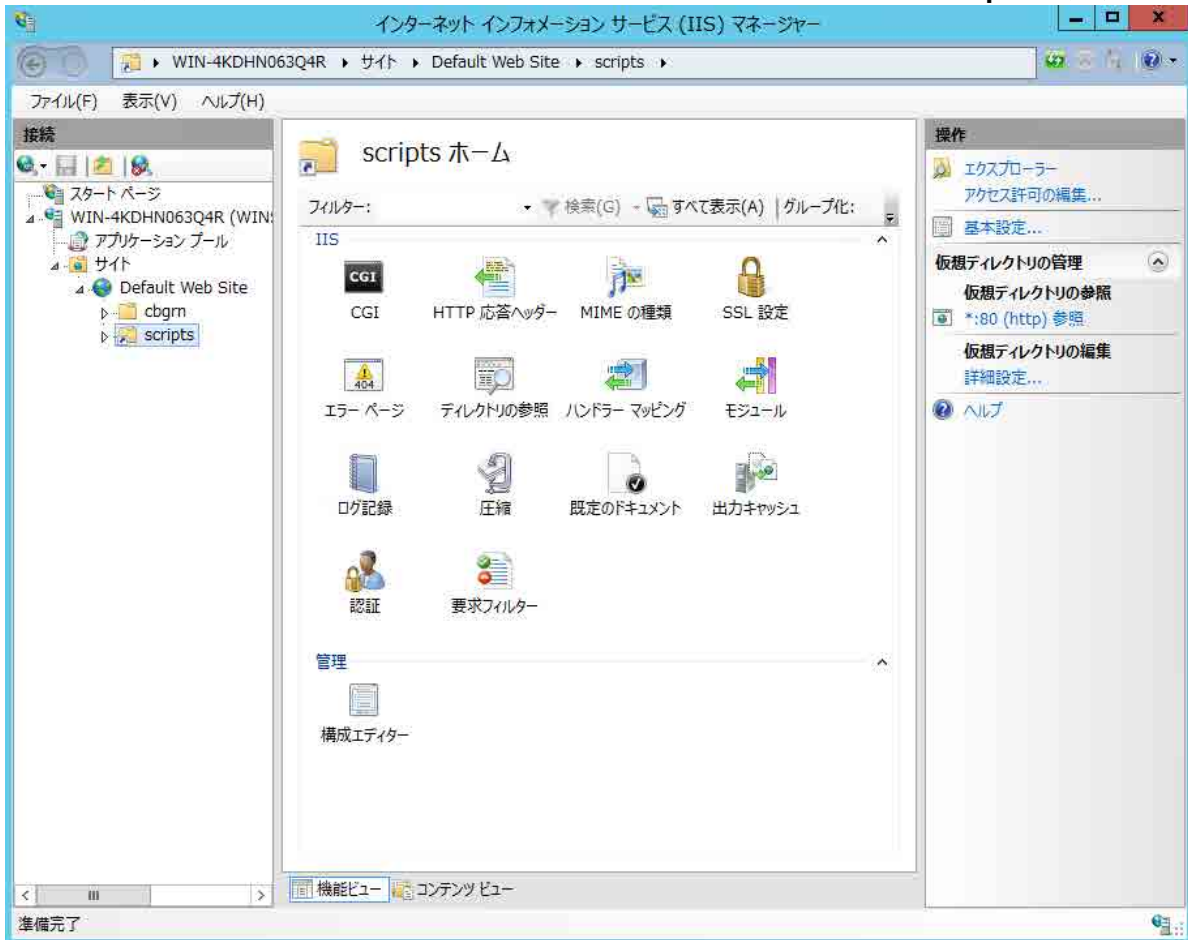 インターネット インフォメーション サービス (IIS) マネージャー
WIN-4KDHN063Q4R ▸ サイト ▸ Default Web Site ▸ scripts ▸
ファイル(F) 表示(V) ヘルプ(H)
接続
スタート ページ
WIN-4KDHN063Q4R (WIN
アプリケーション プール
サイト
Default Web Site
cbgrn
scripts
scripts ホーム
フィルター: 検索(G) すべて表示(A) グループ化:
IIS
CGI
CGI HTTP 応答ヘッダー MIME の種類 SSL 設定
404
エラー ページ ディレクトリの参照 ハンドラー マッピング モジュール
ログ記録 圧縮 既定のドキュメント 出力キャッシュ
認証 要求フィルター
管理
構成エディター
機能ビュー コンテンツ ビュー
操作
エクスプローラー
アクセス許可の編集...
基本設定...
仮想ディレクトリの管理
仮想ディレクトリの参照
*:80 (http) 参照
仮想ディレクトリの編集
詳細設定...
ヘルプ
準備完了